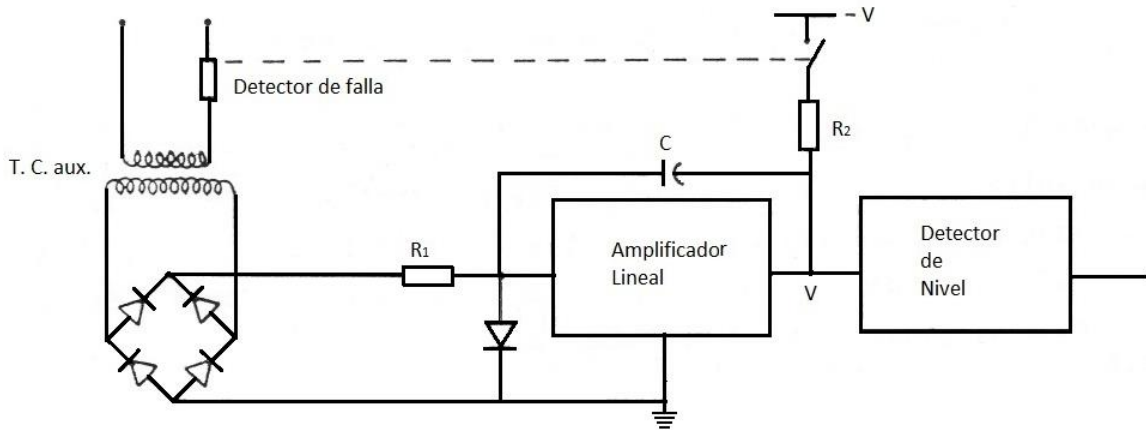 - V
Detector de falla
R2
C
T. C. aux.
R1
Amplificador
Lineal
Detector
de
Nivel
V